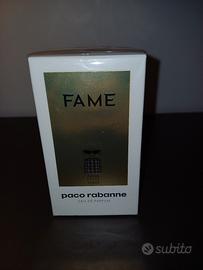 FAME
paco rabanne
EAU DE PARFUM
subito